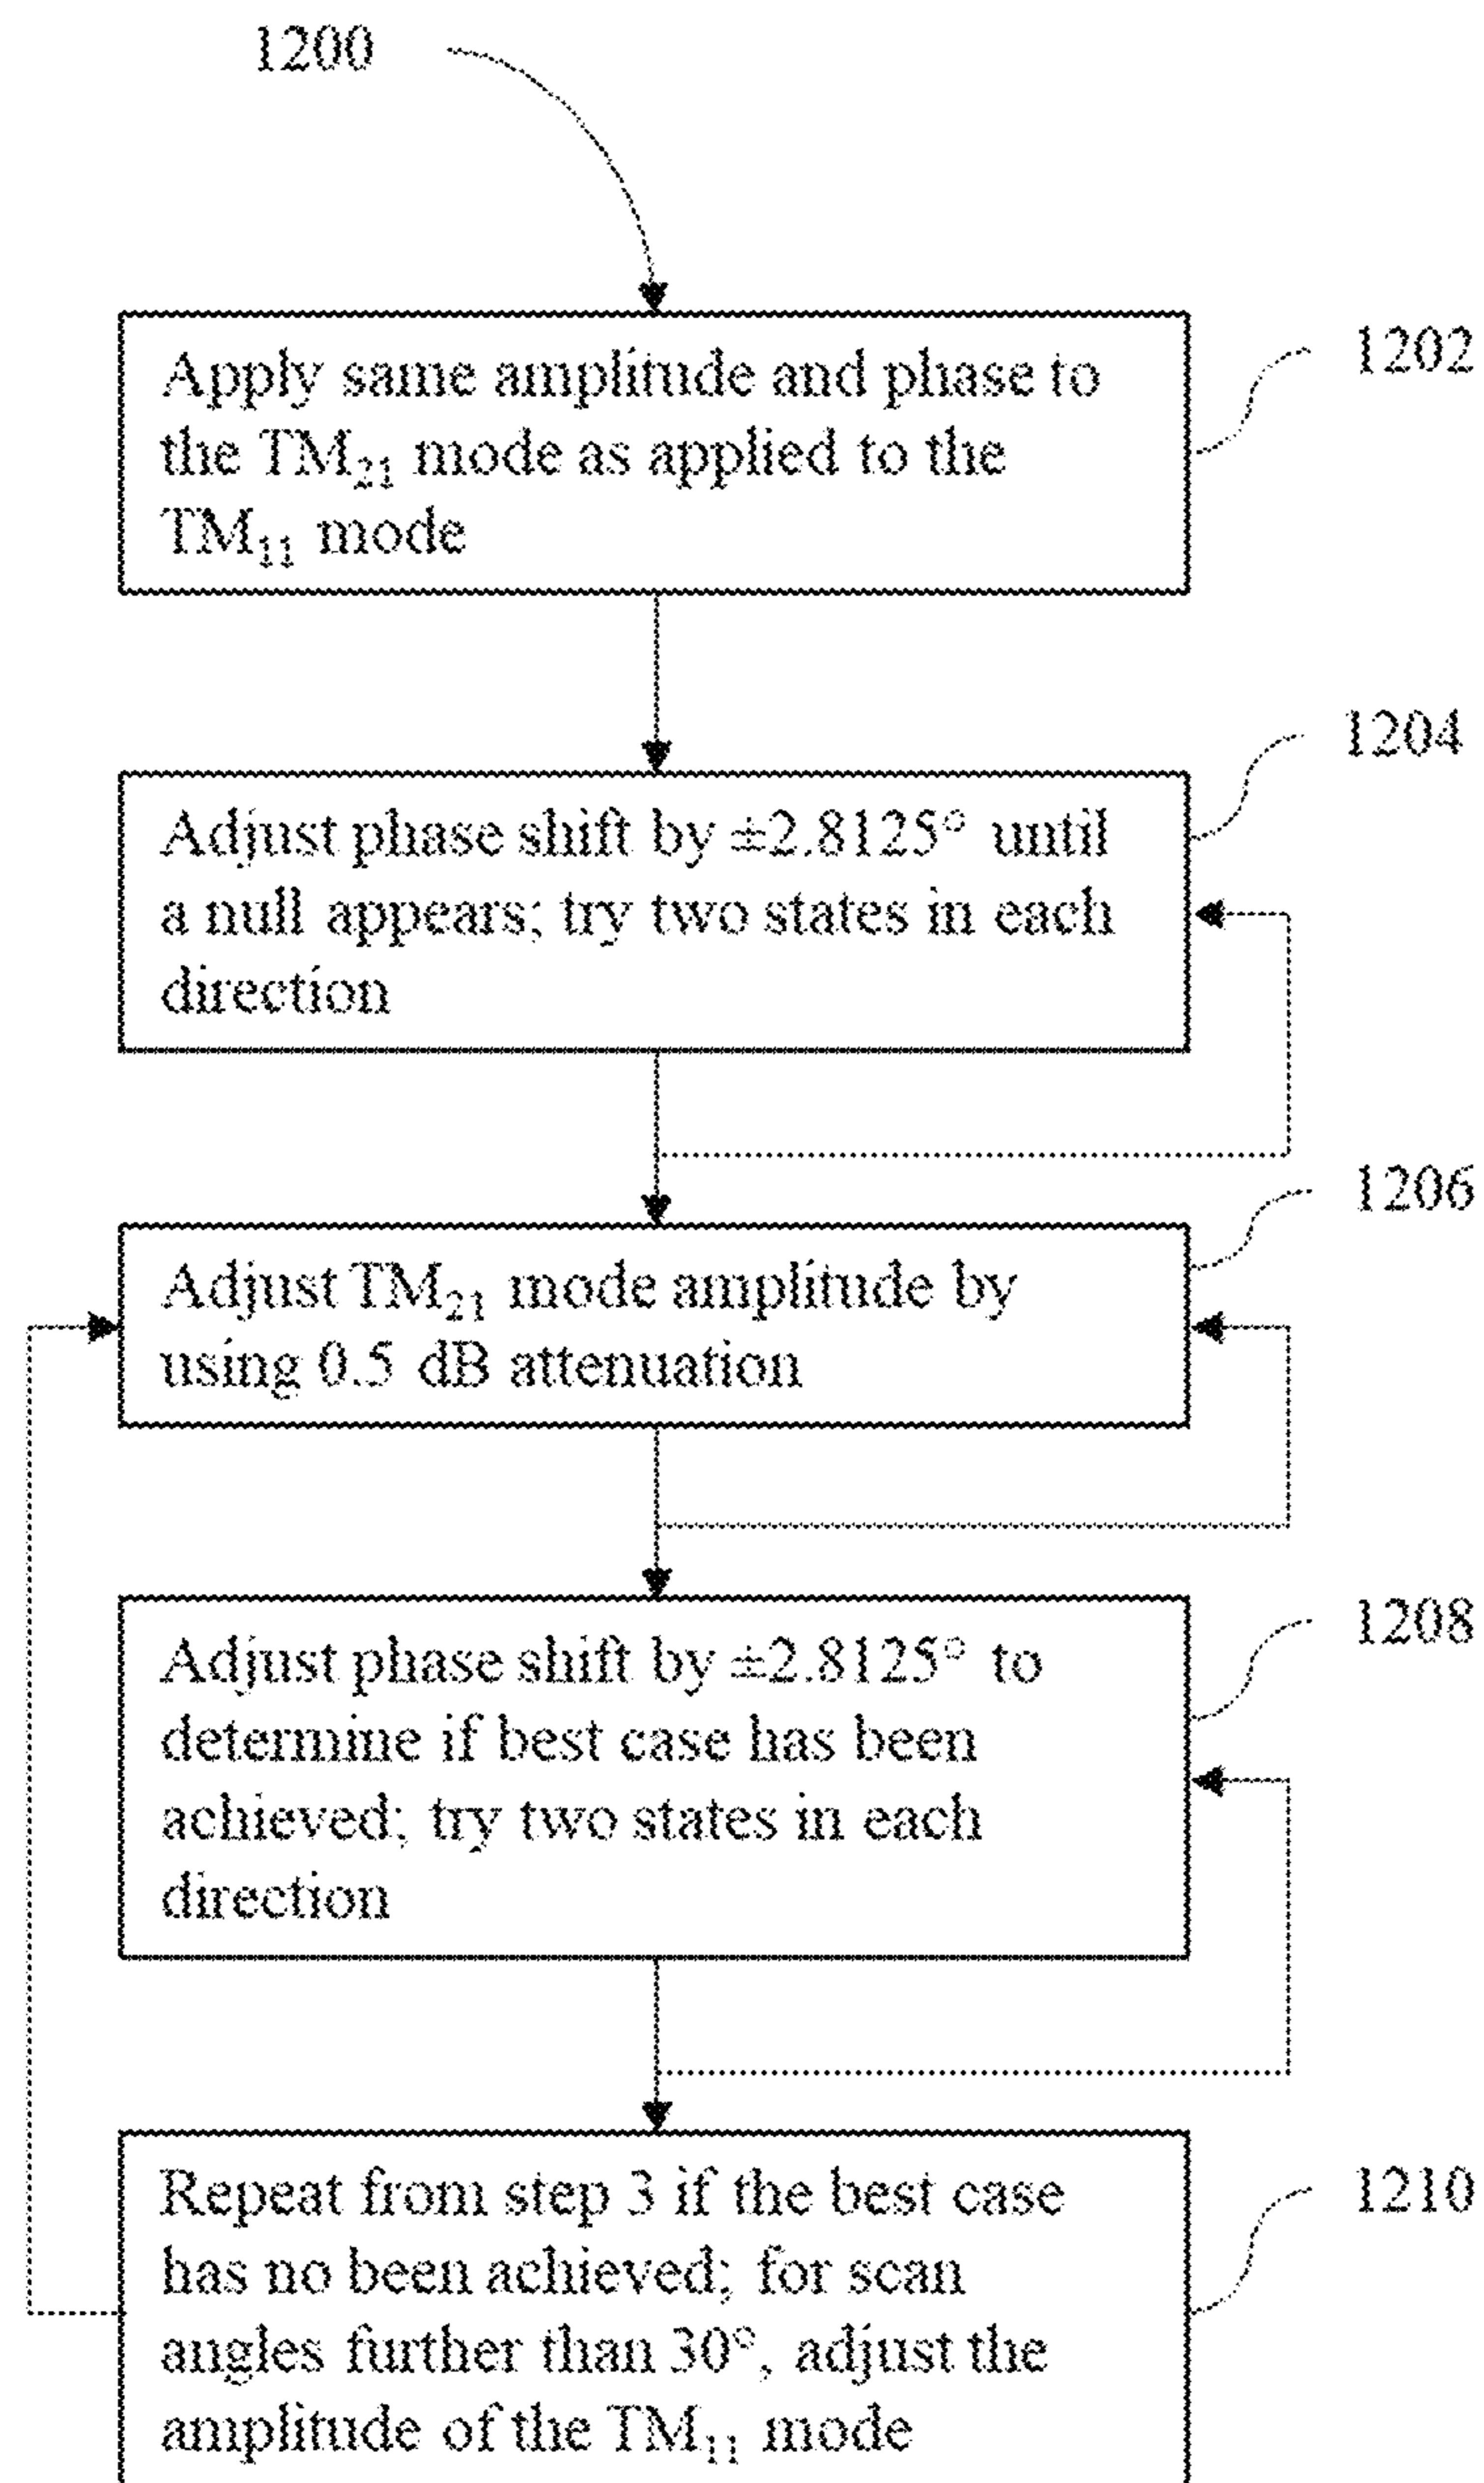 1200
1202
Apply same amplitude and phase to
the TM₂₁ mode as applied to the
TM₁₁ mode
1204
Adjust phase shift by ±2.8125° until
a null appears; try two states in each
direction
1206
Adjust TM₂₁ mode amplitude by
using 0.5 dB attenuation
1208
Adjust phase shift by ±2.8125° to
determine if best case has been
achieved; try two states in each
direction
1210
Repeat from step 3 if the best case
has no been achieved; for scan
angles further than 30°, adjust the
amplitude of the TM₁₁ mode